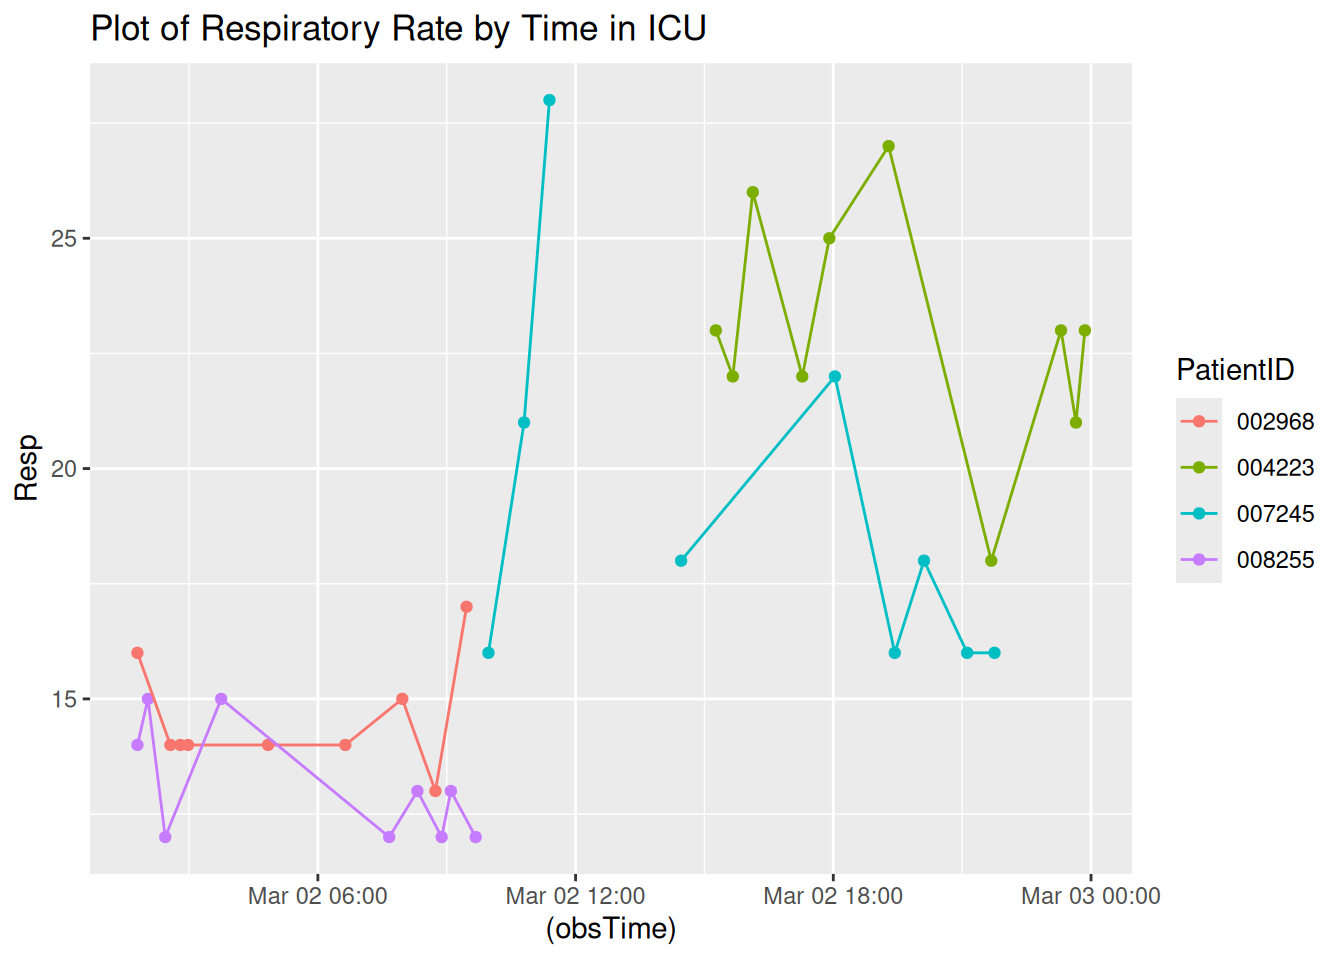 Plot of Respiratory Rate by Time in ICU
25
20
15
Resp
Mar 02 06:00
Mar 02 12:00
Mar 02 18:00
Mar 03 00:00
(obsTime)
PatientID
002968
004223
007245
008255